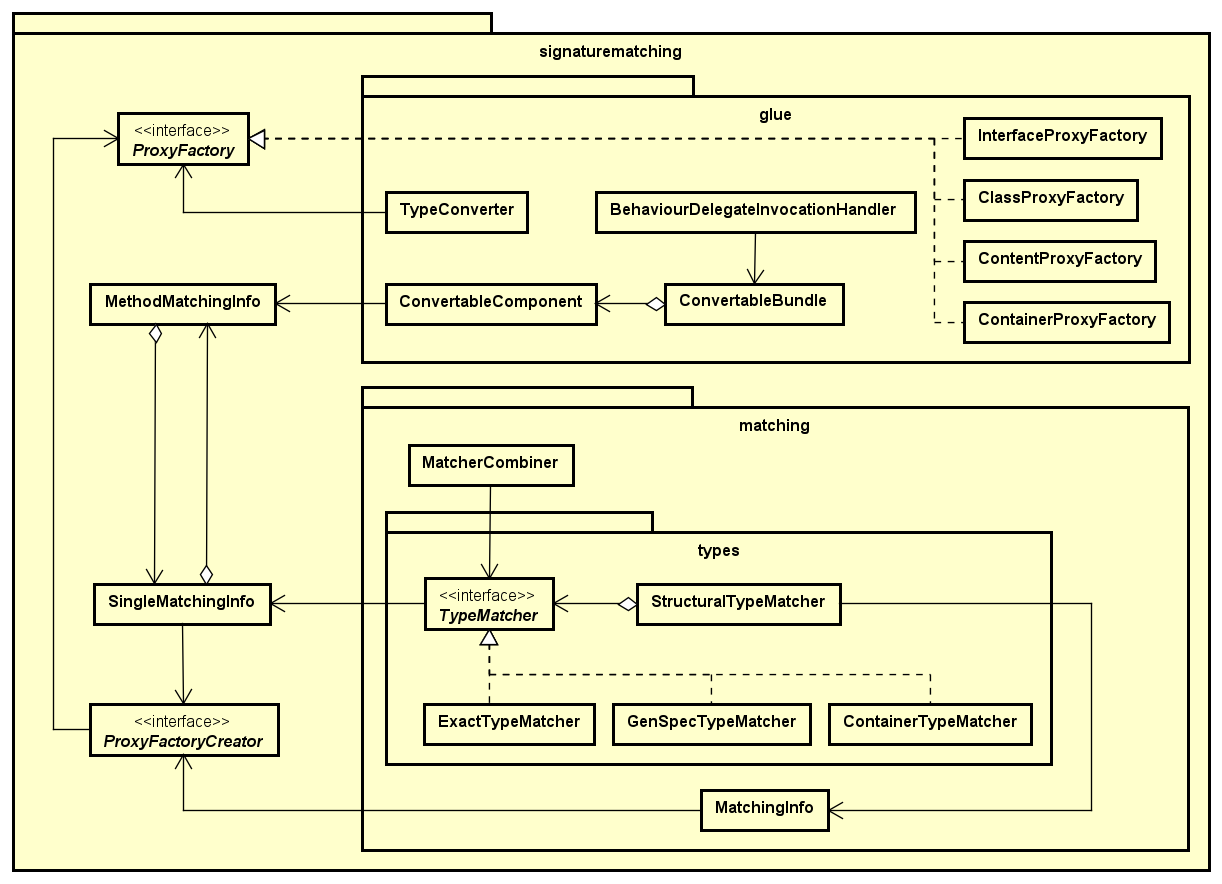 signaturematching
glue
<<interface>>
ProxyFactory
InterfaceProxyFactory
ClassProxyFactory
TypeConverter
BehaviourDelegateInvocationHandler
ContentProxyFactory
MethodMatchingInfo
ConvertableComponent
ConvertableBundle
ContainerProxyFactory
matching
MatcherCombiner
types
SingleMatchingInfo
<<interface>>
TypeMatcher
StructuralTypeMatcher
<<interface>>
ProxyFactoryCreator
ExactTypeMatcher
GenSpecTypeMatcher
ContainerTypeMatcher
MatchingInfo